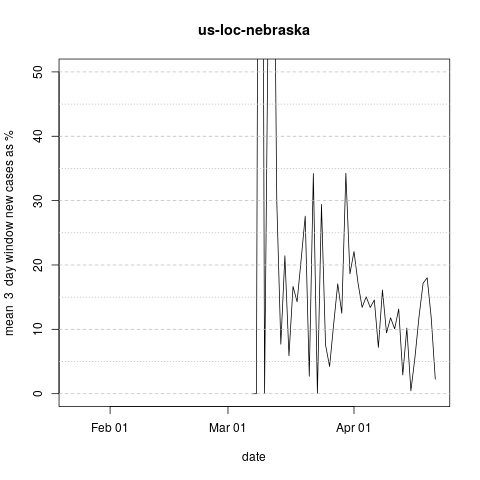 us-loc-nebraska
mean 3 day window new cases as %
50
40
30
20
10
0
Feb 01
Mar 01
Apr 01
date